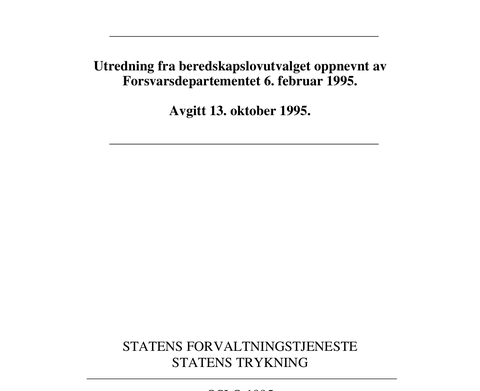 Utredning fra beredskapslovutvalget oppnevnt av
Forsvarsdepartementet 6. februar 1995.
Avgitt 13. oktober 1995.
STATENS FORVALTNINGSTJENESTE
STATENS TRYKNING